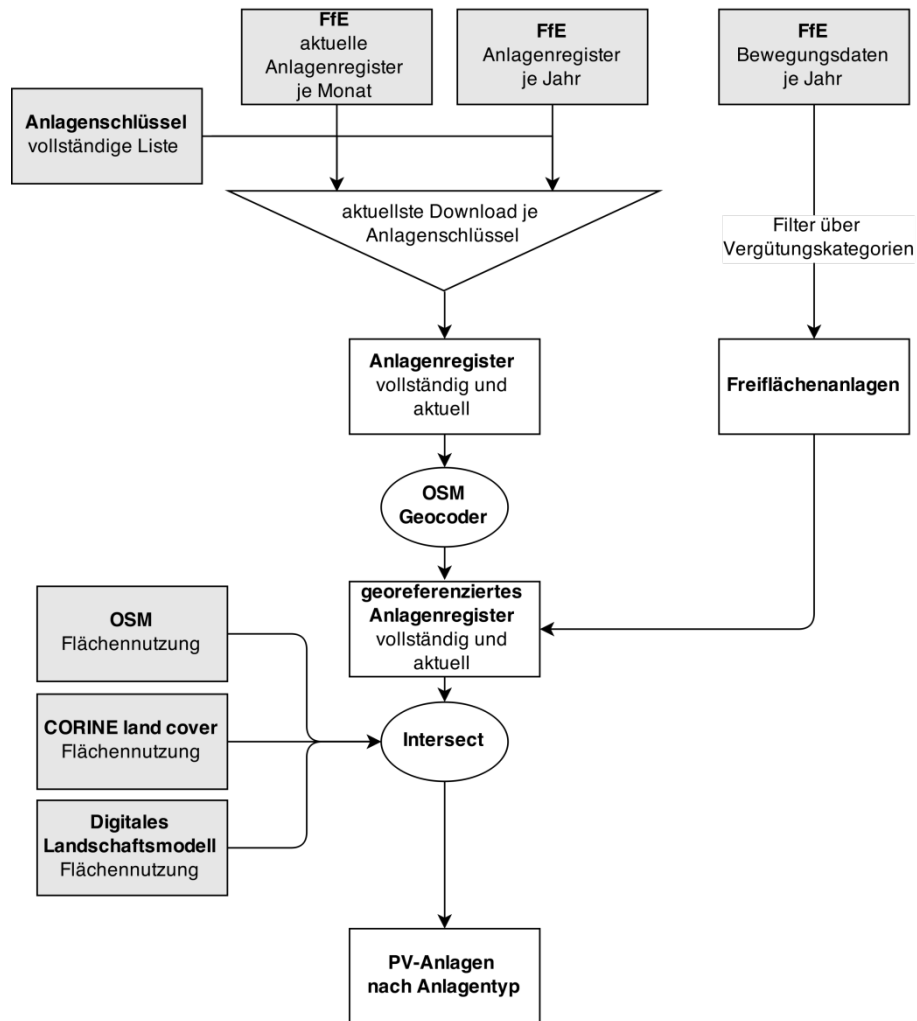 FfE
aktuelle
Anlagenregister
je Monat
FfE
Anlagenregister
je Jahr
FfE
Bewegungsdaten
je Jahr
Anlagenschlüssel
vollständige Liste
aktuellste Download je
Anlagenschlüssel
Filter über
Vergütungskategorien
Anlagenregister
vollständig und
aktuell
Freiflächenanlagen
OSM
Geocoder
georeferenziertes
Anlagenregister
vollständig und
aktuell
OSM
Flächennutzung
CORINE land cover
Flächennutzung
Intersect
Digitales
Landschaftsmodell
Flächennutzung
PV-Anlagen
nach Anlagentyp